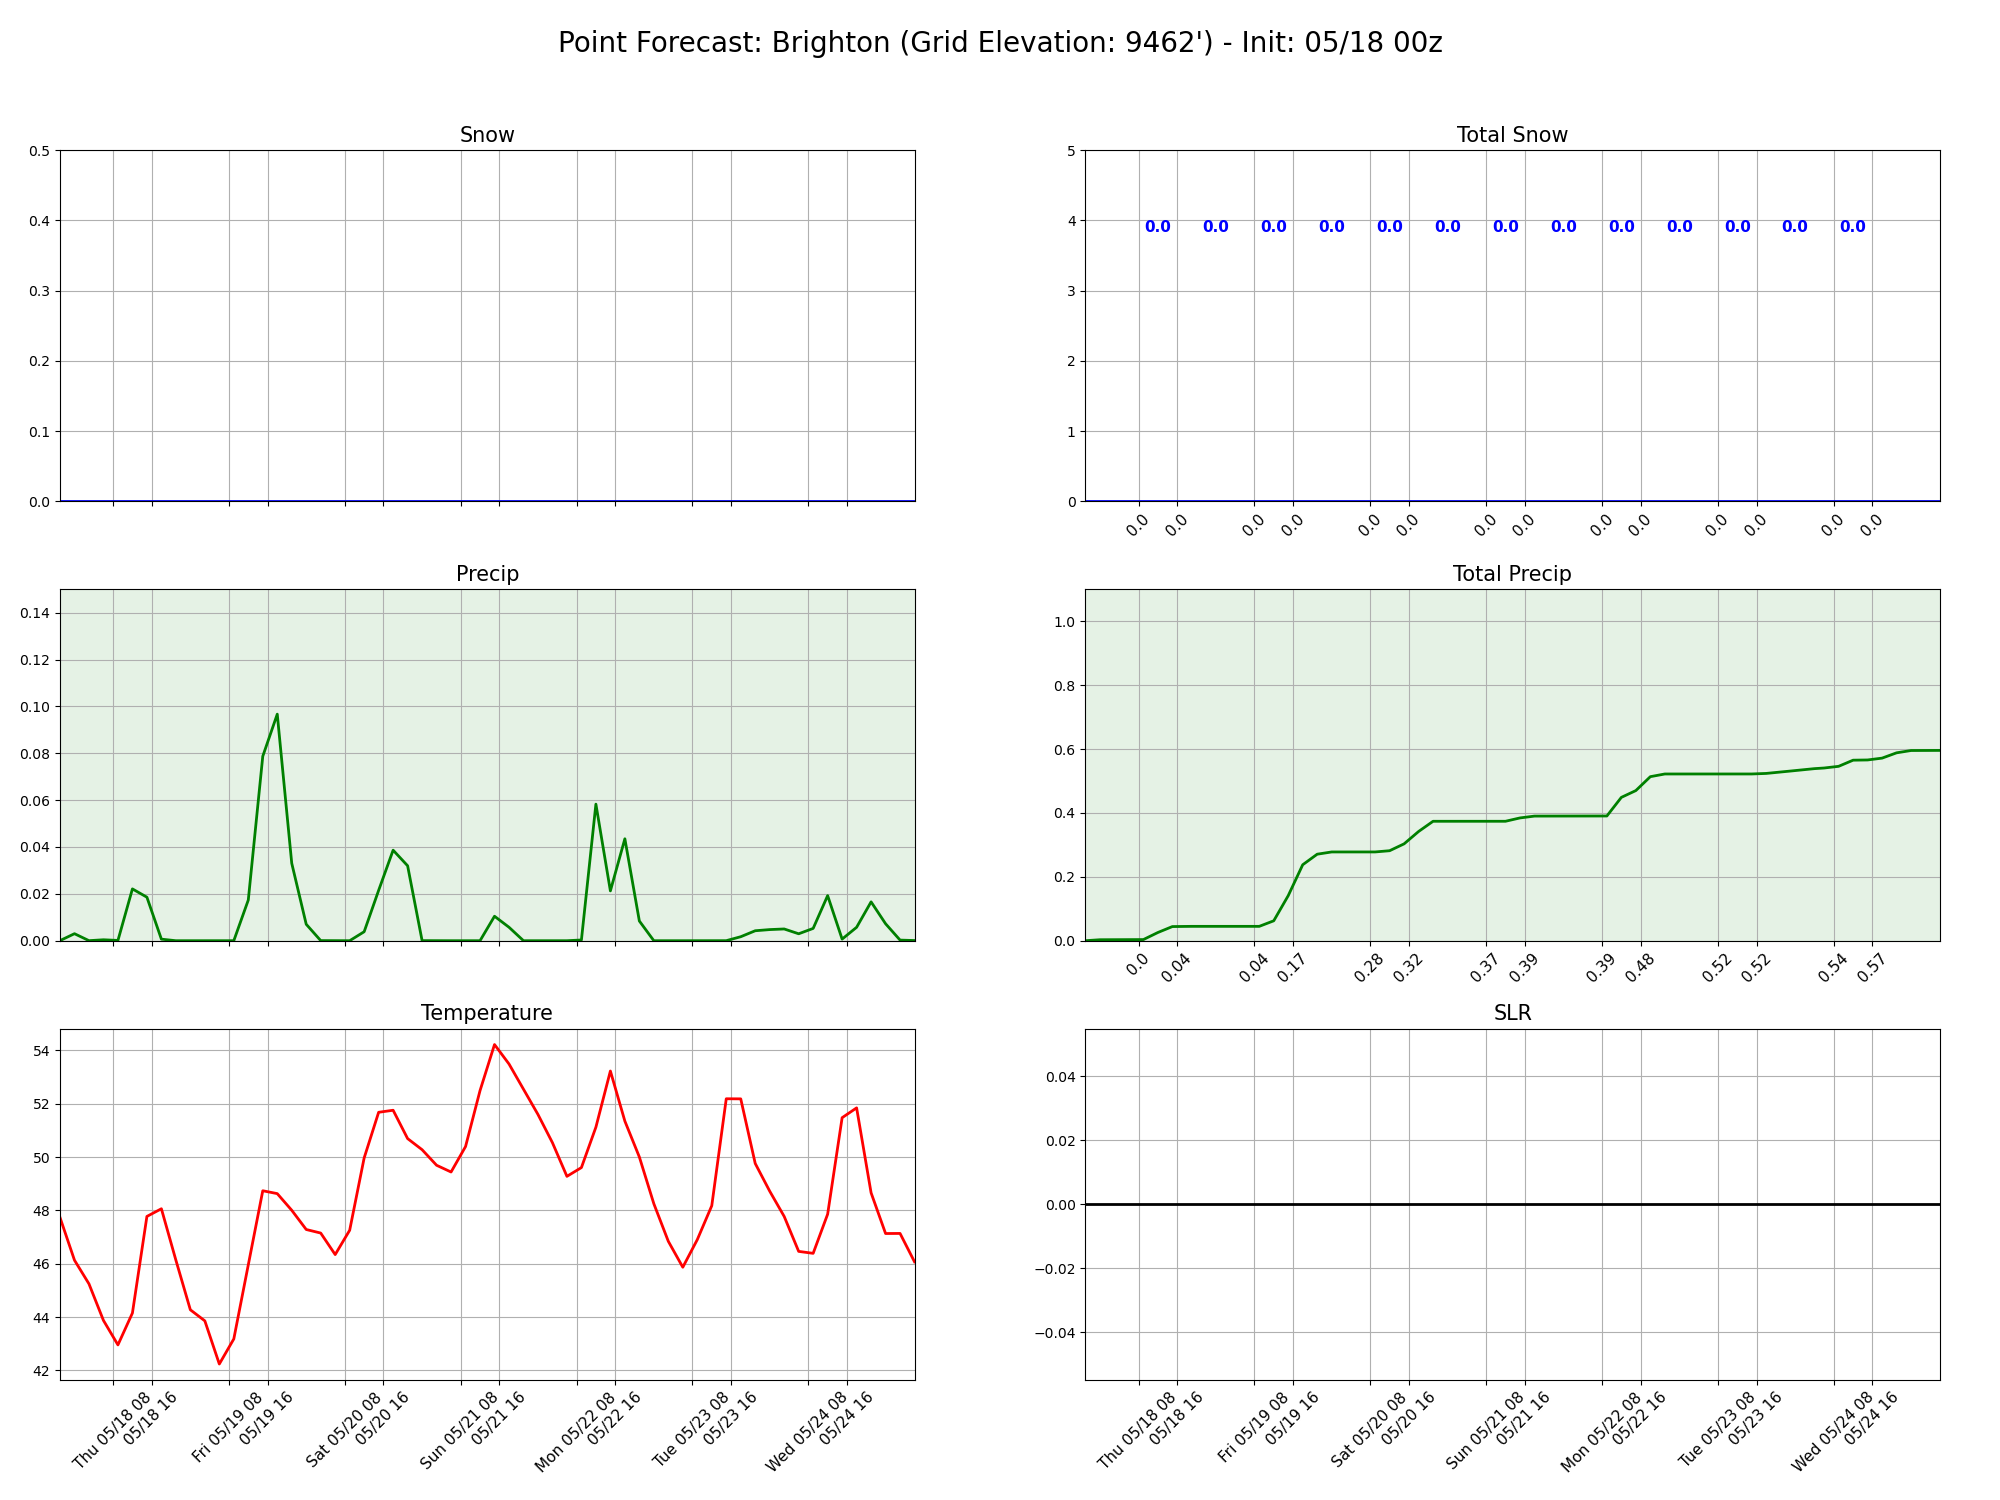 Point Forecast: Brighton (Grid Elevation: 9462') - Init: 05/18 00z
Snow
0.5
0.4
0.3
0.2
0.1
0.0
Total Snow
5
4
3
2
1
0
0.0 0.0 0.0 0.0 0.0 0.0 0.0 0.0 0.0 0.0 0.0 0.0 0.0
0.0 0.0 0.0 0.0 0.0 0.0 0.0 0.0 0.0 0.0 0.0 0.0 0.0 0.0
Precip
0.14
0.12
0.10
0.08
0.06
0.04
0.02
0.00
Total Precip
1.0
0.8
0.6
0.4
0.2
0.0
0.0 0.04 0.04 0.17 0.28 0.32 0.37 0.39 0.39 0.48 0.52 0.52 0.54 0.57
Temperature
54
52
50
48
46
44
42
Thu 05/18 08
05/18 16
Fri 05/19 08
05/19 16
Sat 05/20 08
05/20 16
Sun 05/21 08
05/21 16
Mon 05/22 08
05/22 16
Tue 05/23 08
05/23 16
Wed 05/24 08
05/24 16
SLR
0.04
0.02
0.00
−0.02
−0.04
Thu 05/18 08
05/18 16
Fri 05/19 08
05/19 16
Sat 05/20 08
05/20 16
Sun 05/21 08
05/21 16
Mon 05/22 08
05/22 16
Tue 05/23 08
05/23 16
Wed 05/24 08
05/24 16